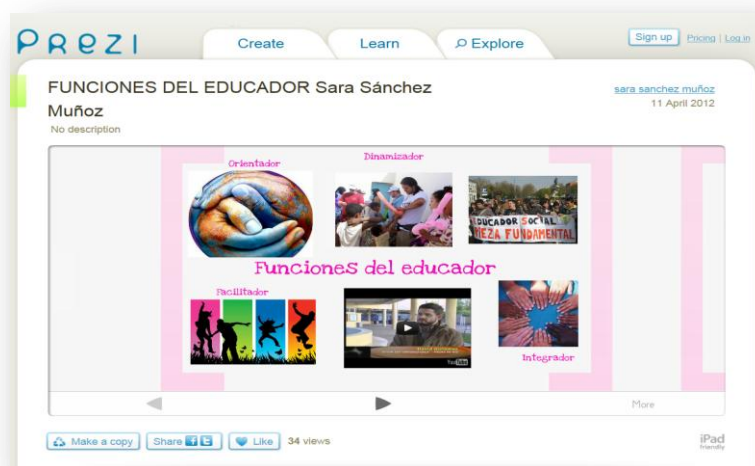 PREZI
Create
Learn
Explore
Sign up
Pricing | Log in
FUNCIONES DEL EDUCADOR Sara Sánchez
Muñoz
No description
sara sanchez muñoz
11 April 2012
Orientador
Dinamizador
EDUCADOR SOCIAL
PIEZA FUNDAMENTAL
Funciones del educador
Facilitador
YouTube
Integrador
More
Make a copy
Share
Like
34 views
iPad
friendly